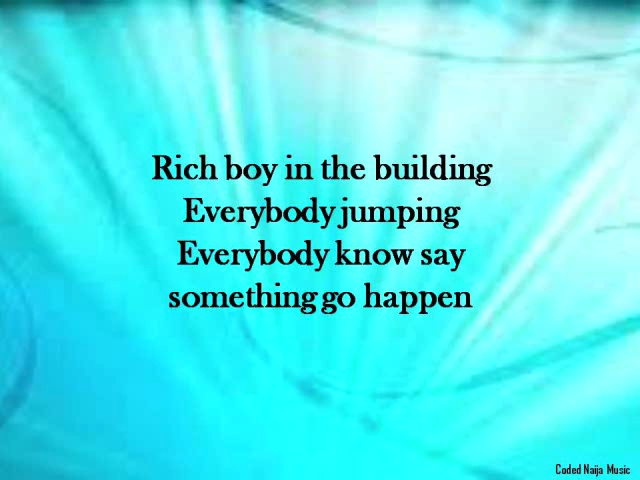 Rich boy in the building
Everybody jumping
Everybody know say
something go happen
Coded Naija Music